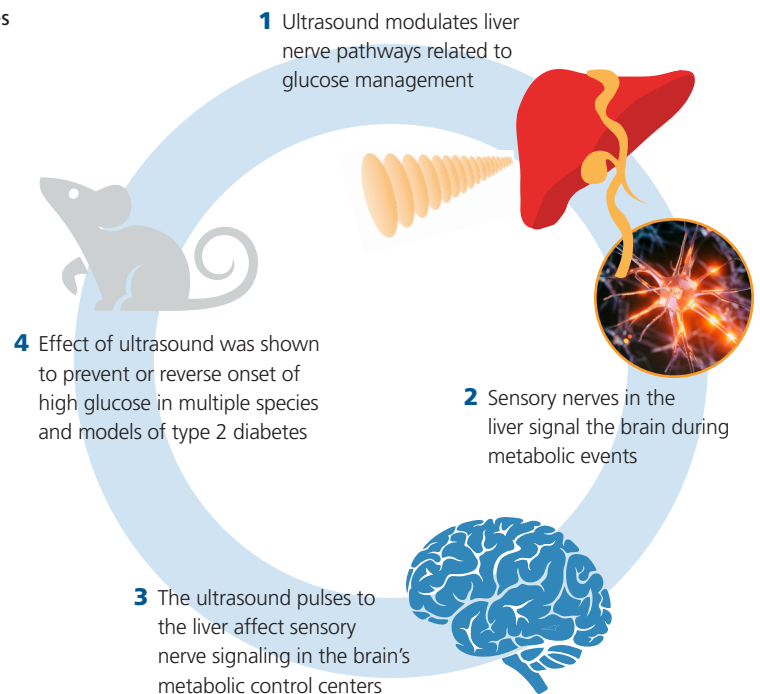 1 Ultrasound modulates liver
nerve pathways related to
glucose management
2 Sensory nerves in the
liver signal the brain during
metabolic events
3 The ultrasound pulses to
the liver affect sensory
nerve signaling in the brain’s
metabolic control centers
4 Effect of ultrasound was shown
to prevent or reverse onset of
high glucose in multiple species
and models of type 2 diabetes